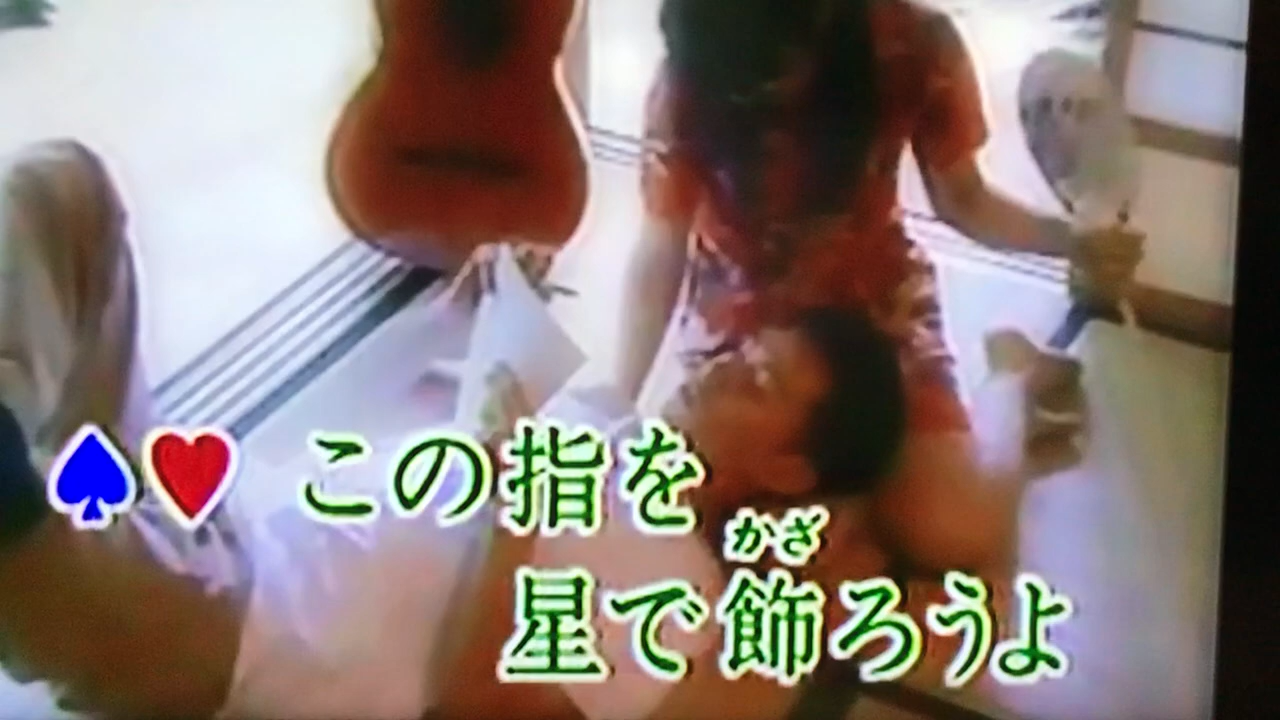 ♠♥ この指を
かざ
星で飾ろうよ